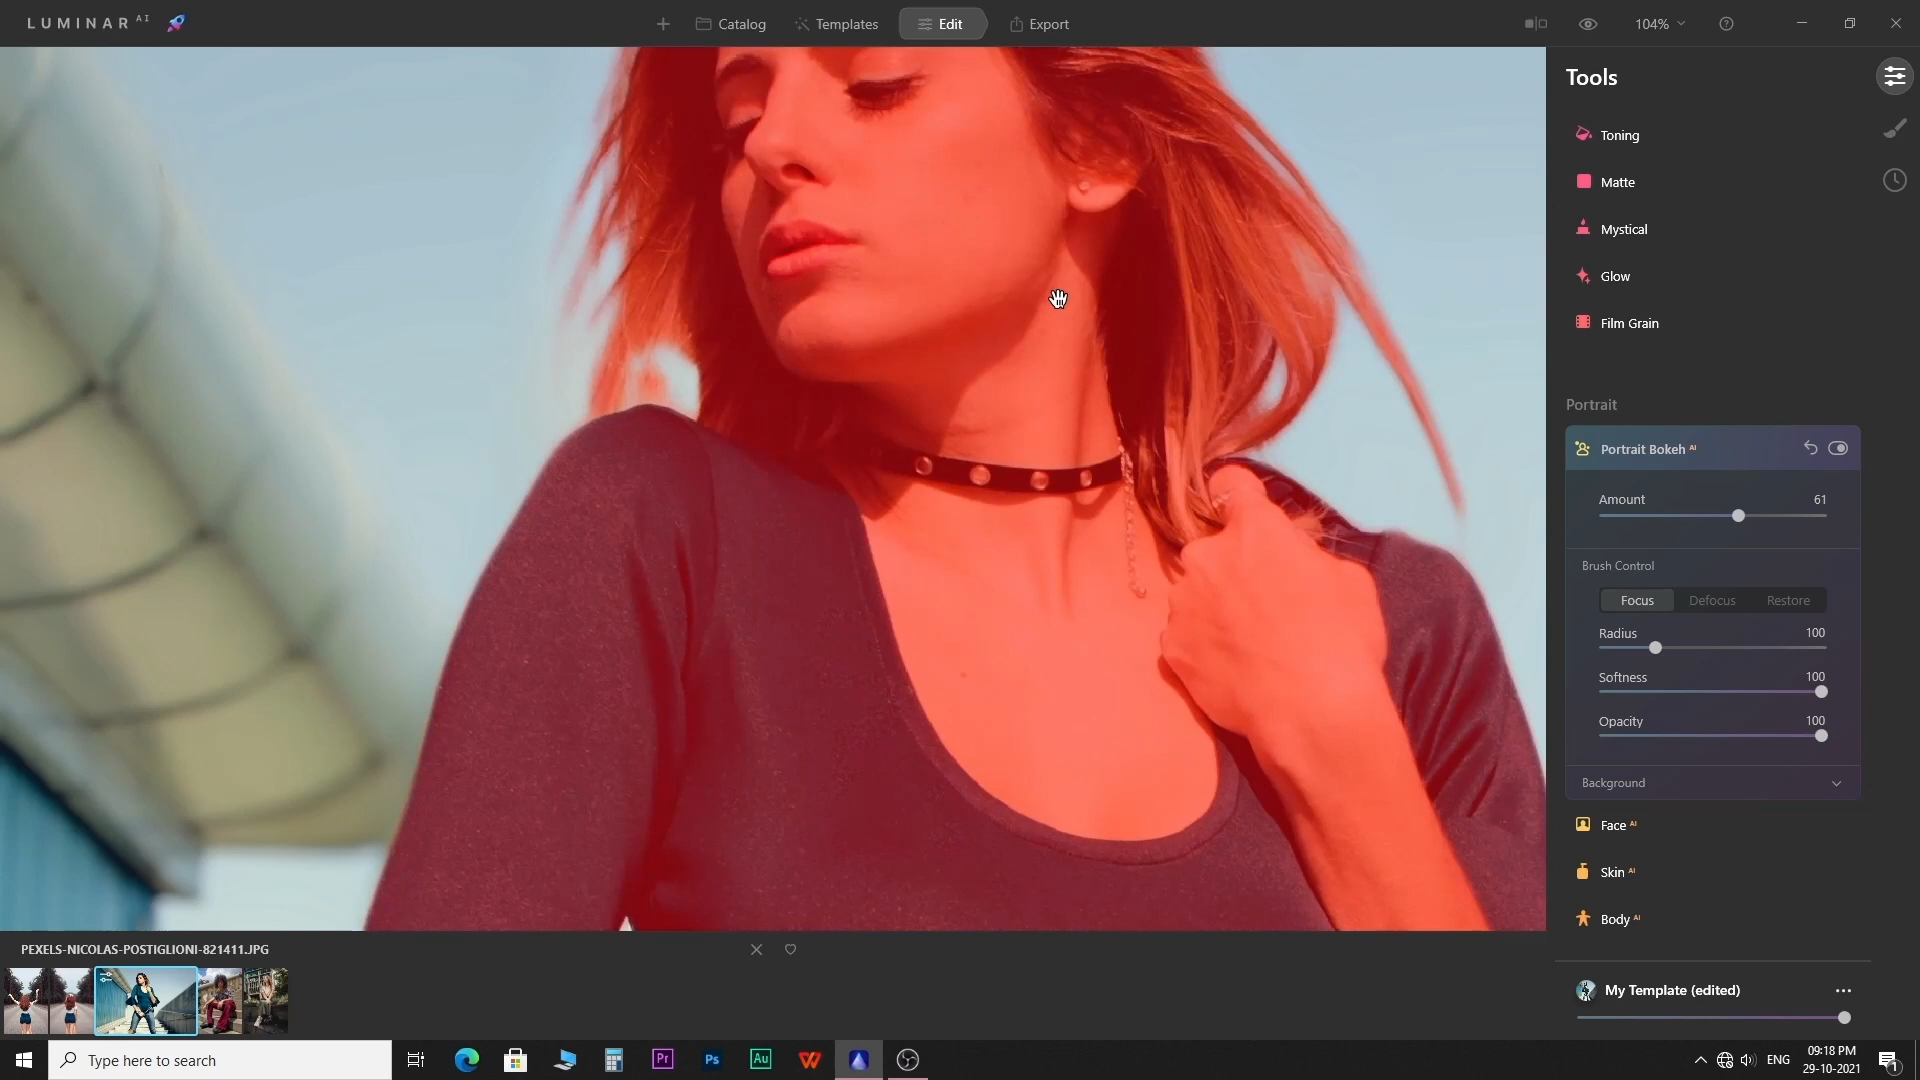 LUMINAR AI
Catalog
Templates
Edit
Export
104%
Tools
Toning
Matte
Mystical
Glow
Film Grain
Portrait
Portrait Bokeh AI
Amount 61
Brush Control
Focus Defocus Restore
Radius 100
Softness 100
Opacity 100
Background
Face AI
Skin AI
Body AI
PEXELS-NICOLAS-POSTIGLIONI-821411.JPG
My Template (edited)
Type here to search
Pr
Ps
Au
ENG
09:18 PM
29-10-2021
1